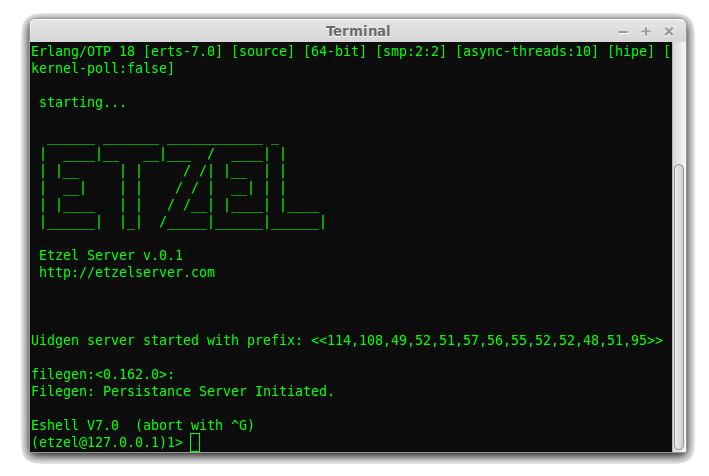 Terminal
Erlang/OTP 18 [erts-7.0] [source] [64-bit] [smp:2:2] [async-threads:10] [hipe] [
kernel-poll:false]
starting...
ETZEL
Etzel Server v.0.1
http://etzelserver.com
Uidgen server started with prefix: <<114,108,49,52,51,57,56,55,52,52,48,51,95>>
filegen:<0.162.0>:
Filegen: Persistance Server Initiated.
Eshell V7.0  (abort with ^G)
(etzel@127.0.0.1)1>